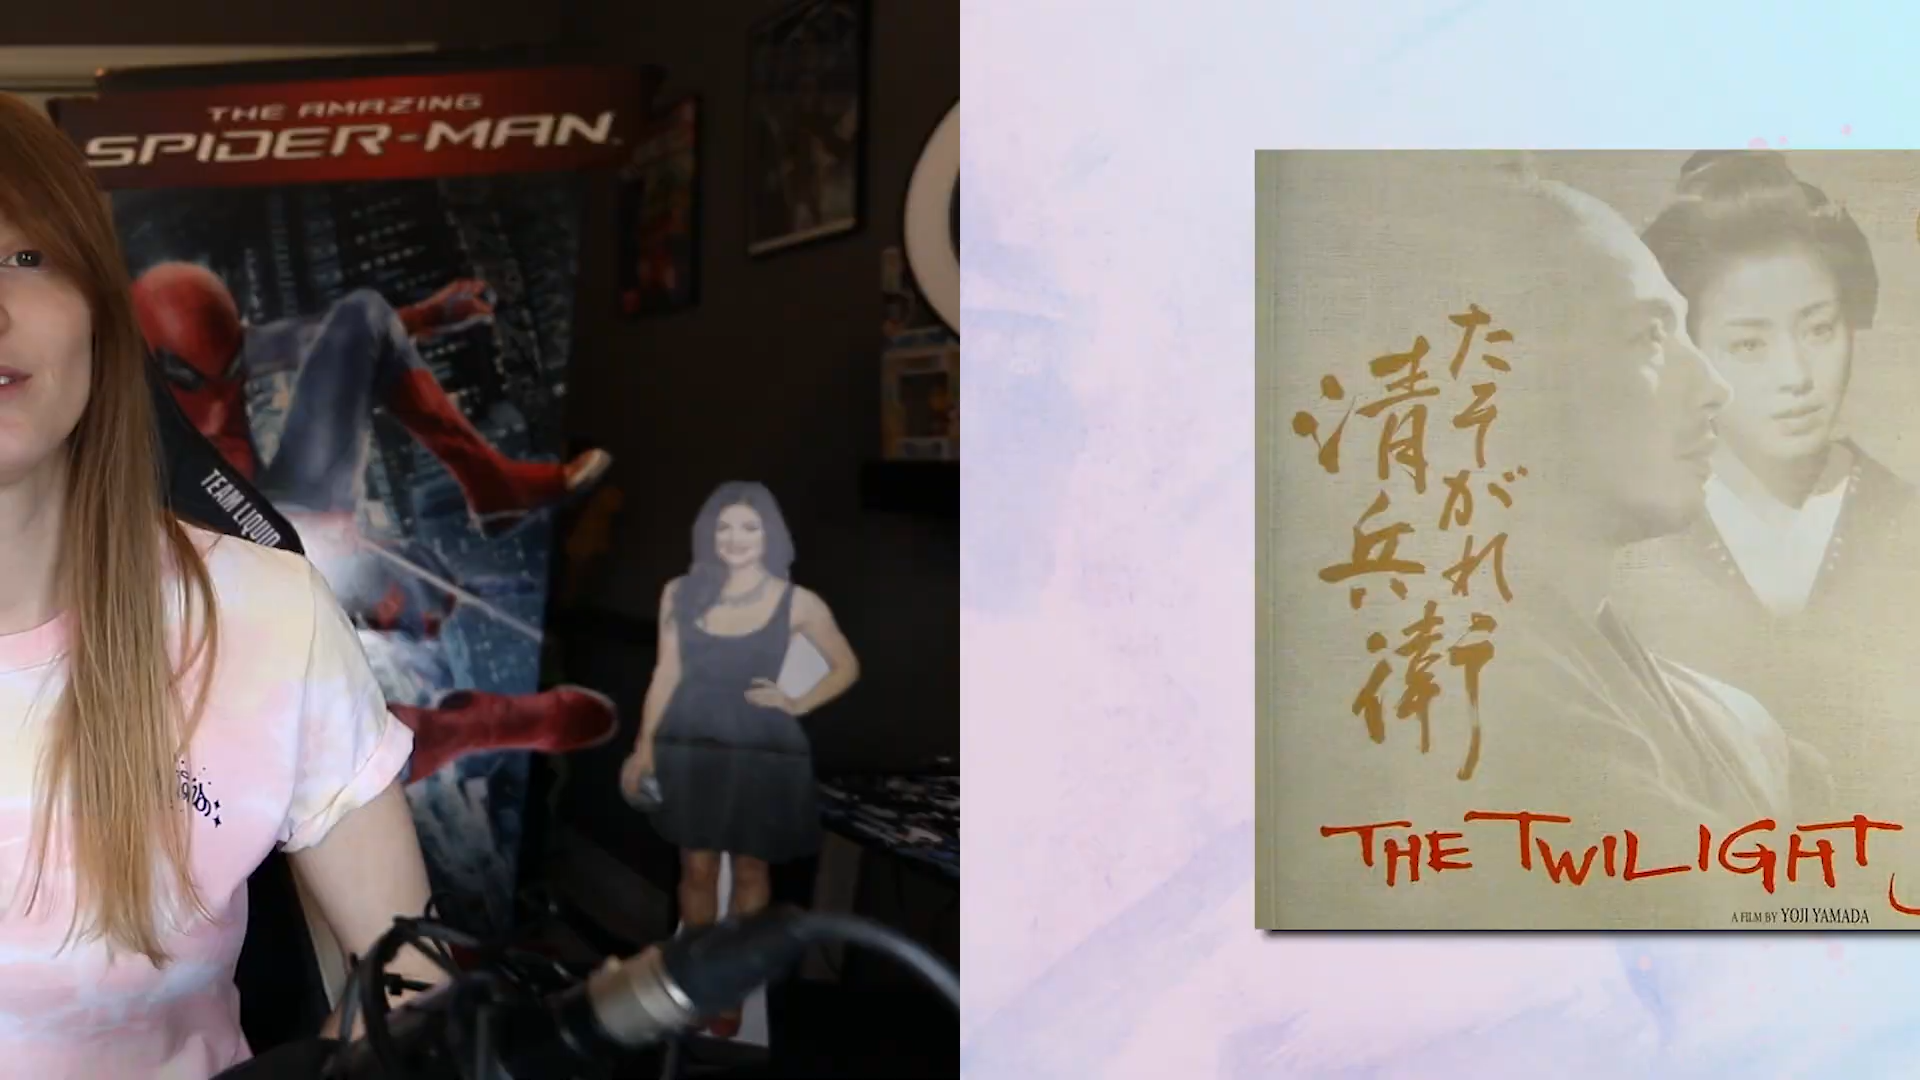 THE AMAZING
SPIDER-MAN
TEAM LIQUID
たそがれ
清兵衛
THE TWILIGHT
A FILM BY YOJI YAMADA